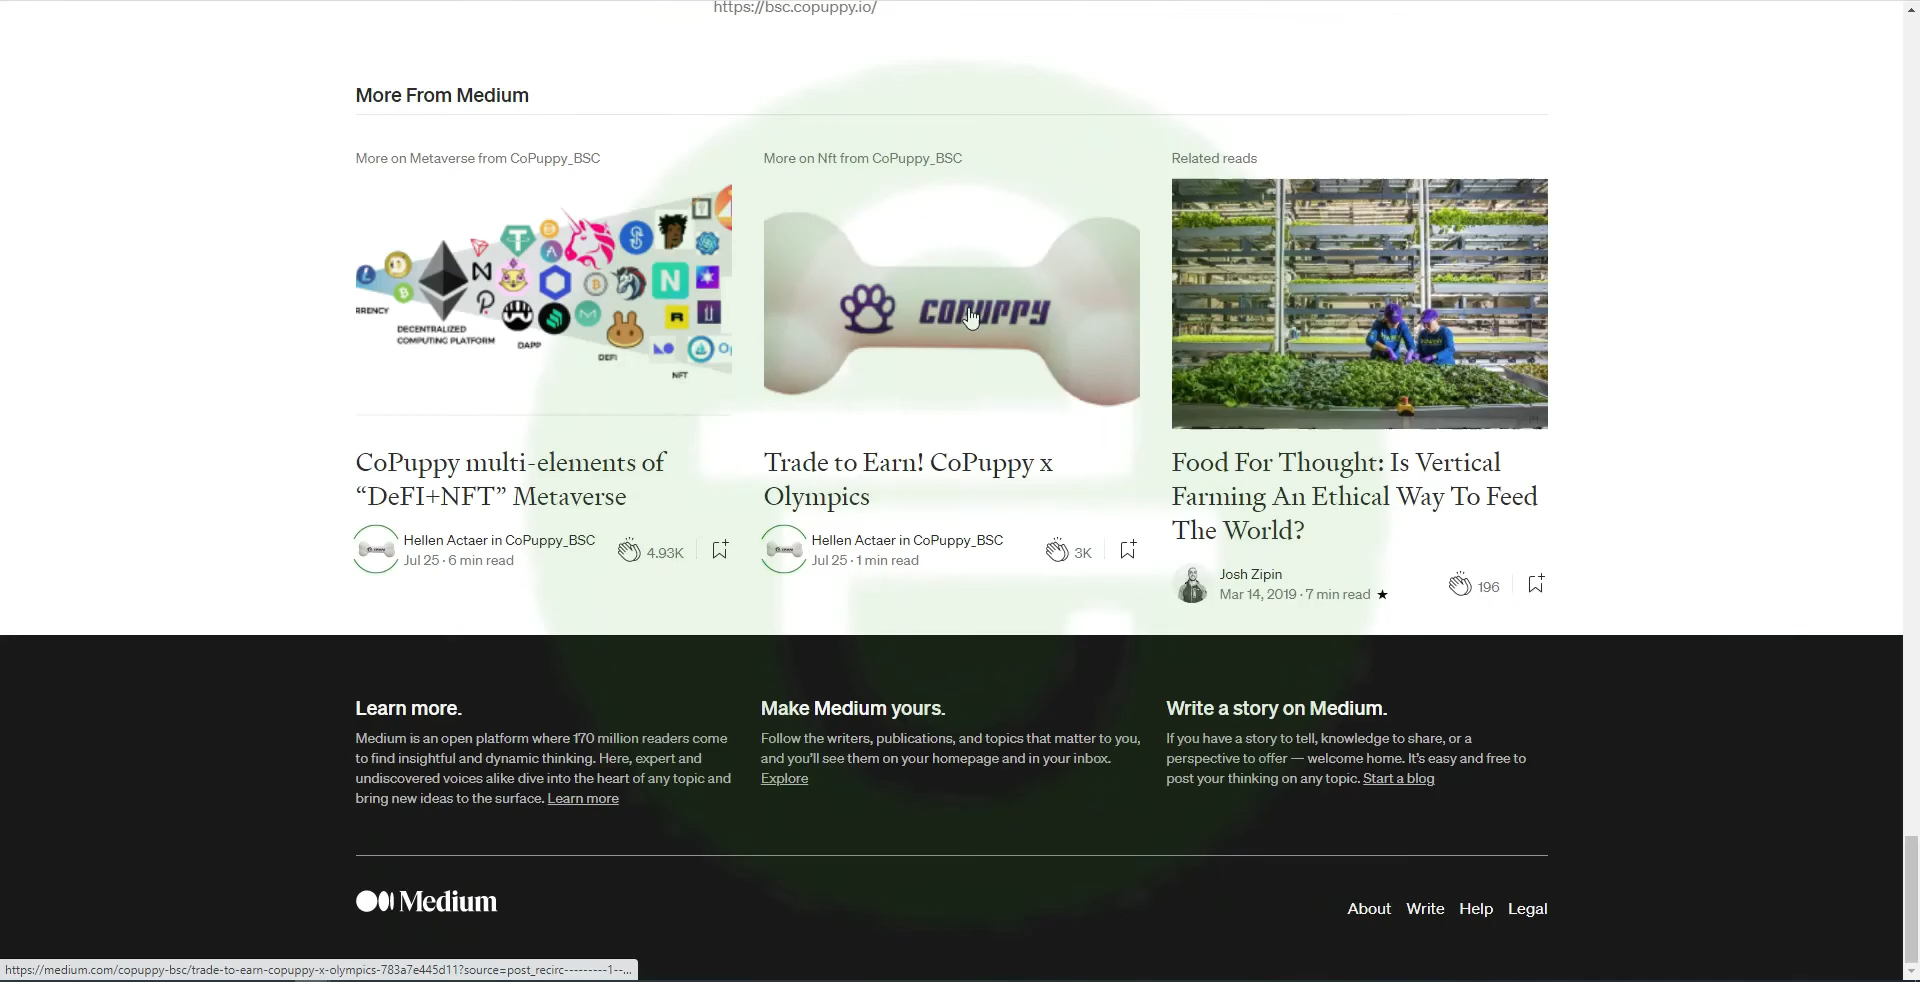 https://bsc.copuppy.io/
More From Medium
More on Metaverse from CoPuppy_BSC
RRENCY
DECENTRALIZED
COMPUTING PLATFORM
DAPP
DEFI
NFT
CoPuppy multi-elements of
“DeFI+NFT” Metaverse
Hellen Actaer in CoPuppy_BSC
Jul 25 · 6 min read
4.93K
More on Nft from CoPuppy_BSC
COPUPPY
Trade to Earn! CoPuppy x
Olympics
Hellen Actaer in CoPuppy_BSC
Jul 25 · 1 min read
3K
Related reads
Food For Thought: Is Vertical
Farming An Ethical Way To Feed
The World?
Josh Zipin
Mar 14, 2019 · 7 min read ★
196
Learn more.
Medium is an open platform where 170 million readers come
to find insightful and dynamic thinking. Here, expert and
undiscovered voices alike dive into the heart of any topic and
bring new ideas to the surface. Learn more
Make Medium yours.
Follow the writers, publications, and topics that matter to you,
and you’ll see them on your homepage and in your inbox.
Explore
Write a story on Medium.
If you have a story to tell, knowledge to share, or a
perspective to offer — welcome home. It’s easy and free to
post your thinking on any topic. Start a blog
Medium
About Write Help Legal
https://medium.com/copuppy-bsc/trade-to-earn-copuppy-x-olympics-783a7e445d11?source=post_recirc---------1--...